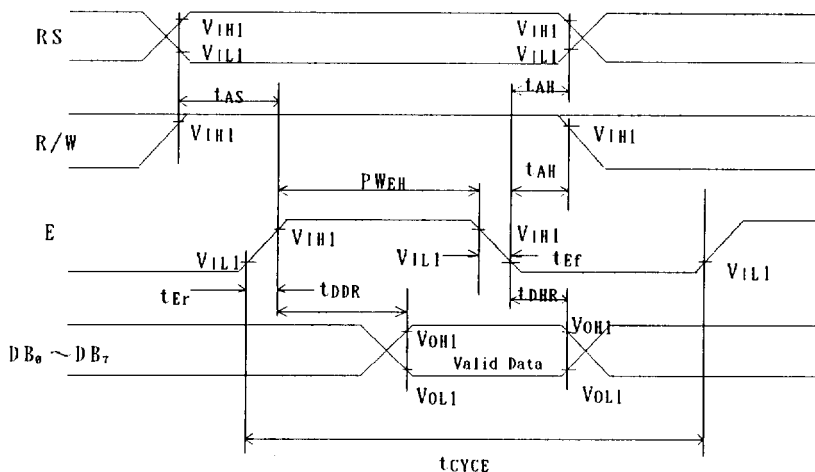 RS VIH1 VIL1 VIH1 VIL1
tAS tAH
R/W VIH1 VIH1
PWEH tAH
E VIH1 VIH1
VIL1 VIL1 tEf VIL1
tEr tDDR tDHR
DB0 ~ DB7 VOH1 Valid Data VOH1
VOL1 VOL1
tCYCE